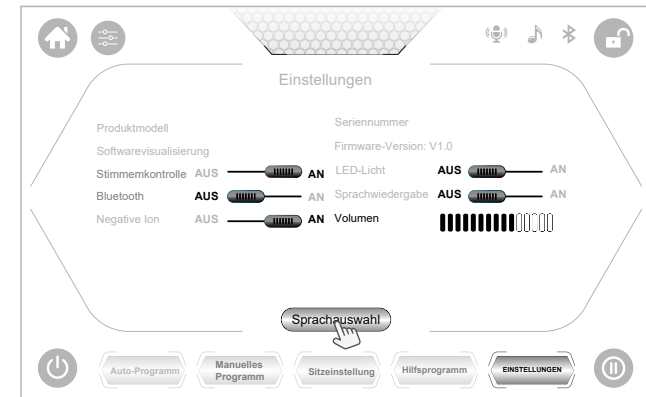 Einstellungen
Produktmodell
Seriennummer
Softwarevisualisierung
Firmware-Version: V1.0
Stimmemkontrolle AUS AN
LED-Licht AUS AN
Bluetooth AUS AN
Sprachwiedergabe AUS AN
Negative Ion AUS AN
Volumen
Sprachauswahl
Auto-Programm
Manuelles
Programm
Sitzeinstellung
Hilfsprogramm
EINSTELLUNGEN